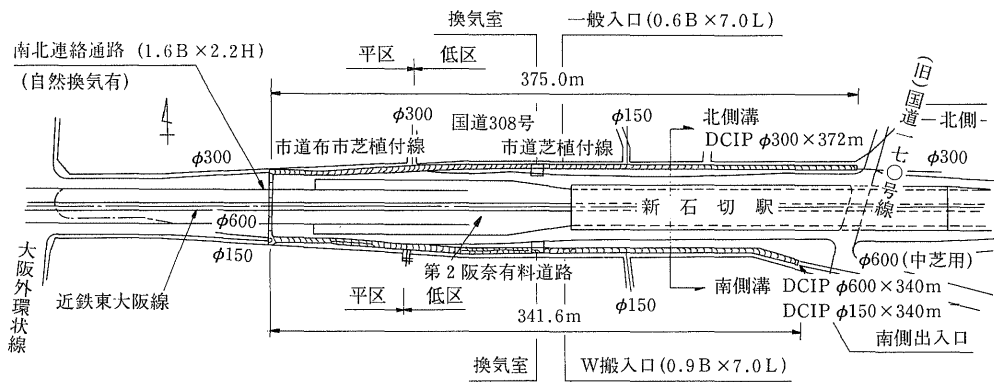 換気室
一般入口(0.6B×7.0L)
南北連絡通路 (1.6B×2.2H)
(自然換気有)
平区
低区
375.0m
(旧)国道一七〇号線
北側
φ300
国道308号
φ150
北側溝
DCIP φ300×372m
市道布市芝植付線
市道芝植付線
φ300
φ300
新石切駅
φ600
φ150
大阪外環状線
近鉄東大阪線
第2阪奈有料道路
φ600(中芝用)
平区
低区
φ150
南側溝
DCIP φ600×340m
DCIP φ150×340m
341.6m
南側出入口
換気室
W搬入口(0.9B×7.0L)